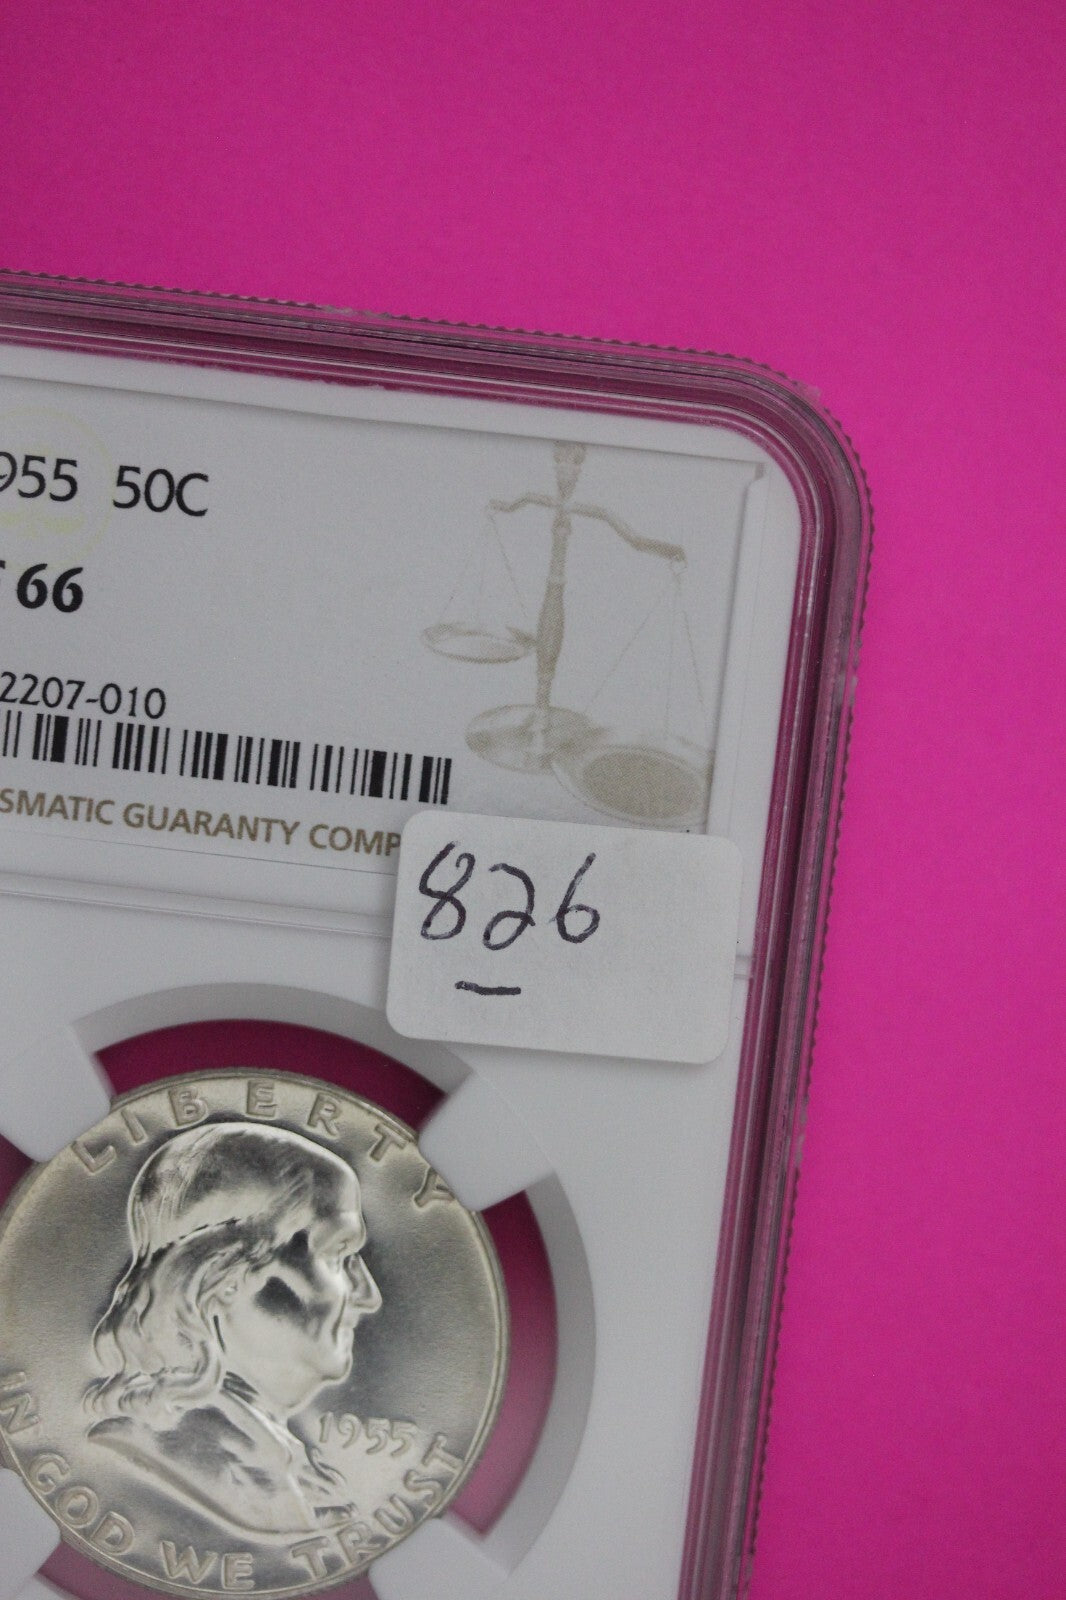 955 50C
66
2207-010
SMATIC GUARANTY COMP
826
LIBERTY
1955
IN GOD WE TRUST